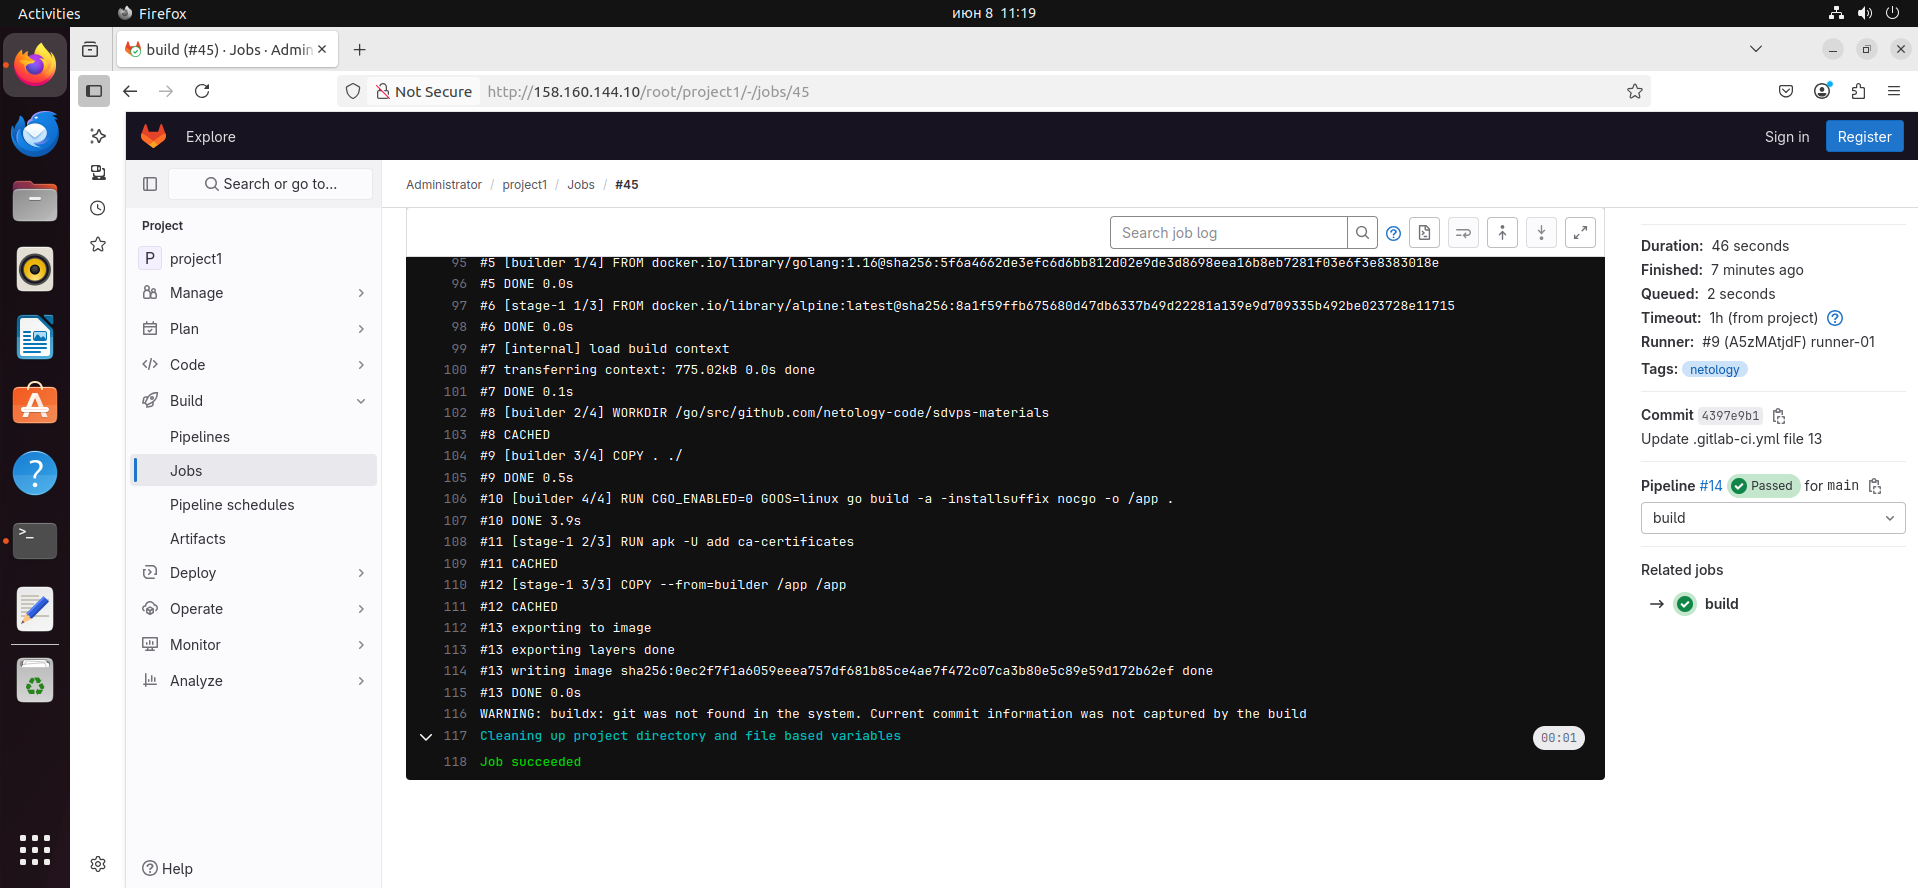 Activities
Firefox
июн 8 11:19
build (#45) · Jobs · Admin
Not Secure
http://158.160.144.10/root/project1/-/jobs/45
Explore
Sign in
Register
Search or go to...
Administrator / project1 / Jobs / #45
Project
P project1
Manage
Plan
Code
Build
Pipelines
Jobs
Pipeline schedules
Artifacts
Deploy
Operate
Monitor
Analyze
Help
Search job log
95 #5 [builder 1/4] FROM docker.io/library/golang:1.16@sha256:5f6a4662de3efc6d6bb812d02e9de3d8698eea16b8eb7281f03e6f3e8383018e
96 #5 DONE 0.0s
97 #6 [stage-1 1/3] FROM docker.io/library/alpine:latest@sha256:8a1f59ffb675680d47db6337b49d22281a139e9d709335b492be023728e11715
98 #6 DONE 0.0s
99 #7 [internal] load build context
100 #7 transferring context: 775.02kB 0.0s done
101 #7 DONE 0.1s
102 #8 [builder 2/4] WORKDIR /go/src/github.com/netology-code/sdvps-materials
103 #8 CACHED
104 #9 [builder 3/4] COPY . ./
105 #9 DONE 0.5s
106 #10 [builder 4/4] RUN CGO_ENABLED=0 GOOS=linux go build -a -installsuffix nocgo -o /app .
107 #10 DONE 3.9s
108 #11 [stage-1 2/3] RUN apk -U add ca-certificates
109 #11 CACHED
110 #12 [stage-1 3/3] COPY --from=builder /app /app
111 #12 CACHED
112 #13 exporting to image
113 #13 exporting layers done
114 #13 writing image sha256:0ec2f7f1a6059eeea757df681b85ce4ae7f472c07ca3b80e5c89e59d172b62ef done
115 #13 DONE 0.0s
116 WARNING: buildx: git was not found in the system. Current commit information was not captured by the build
117 Cleaning up project directory and file based variables
00:01
118 Job succeeded
Duration: 46 seconds
Finished: 7 minutes ago
Queued: 2 seconds
Timeout: 1h (from project)
Runner: #9 (A5zMAtjdF) runner-01
Tags: netology
Commit 4397e9b1
Update .gitlab-ci.yml file 13
Pipeline #14 Passed for main
build
Related jobs
→ build